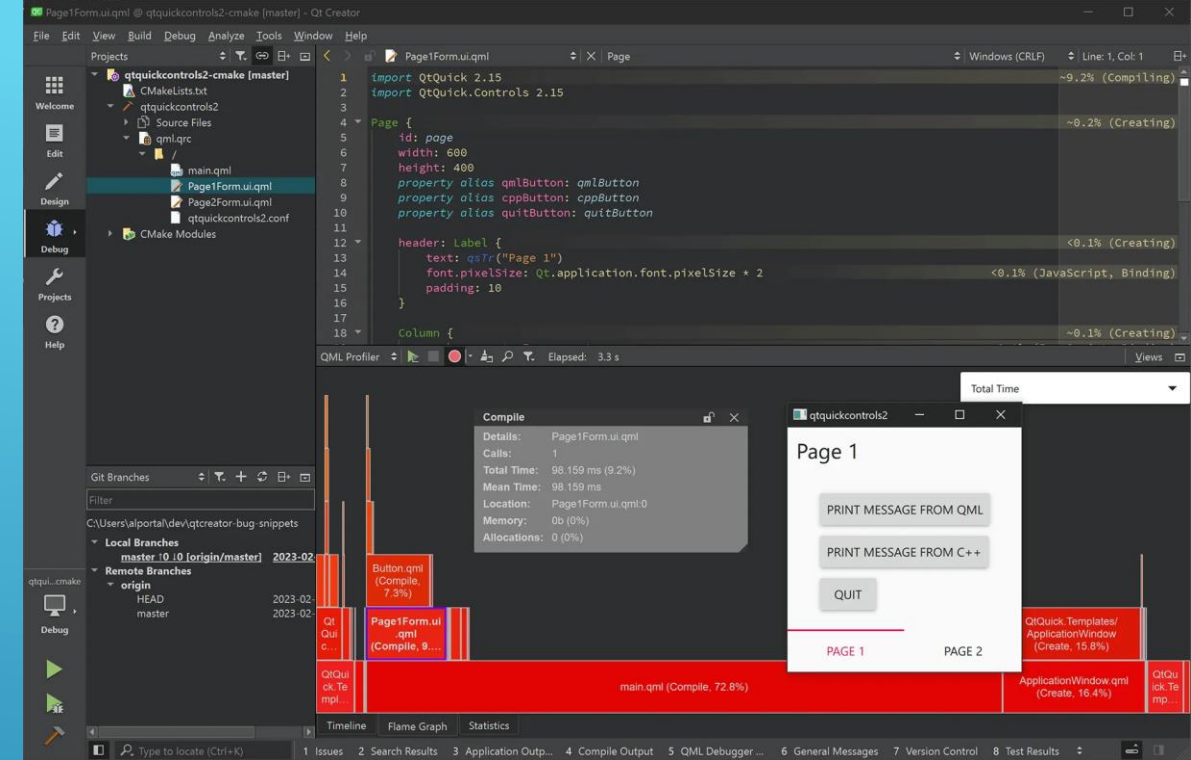 Page1Form.ui.qml @ qtquickcontrols2-cmake [master] - Qt Creator
File Edit View Build Debug Analyze Tools Window Help
Projects
Page1Form.ui.qml
Page
Windows (CRLF)
Line: 1, Col: 1
Welcome
Edit
Design
Debug
Projects
Help
qtquickcontrols2-cmake [master]
CMakeLists.txt
qtquickcontrols2
Source Files
qml.qrc
/
main.qml
Page1Form.ui.qml
Page2Form.ui.qml
qtquickcontrols2.conf
CMake Modules
1 import QtQuick 2.15 ~9.2% (Compiling)
2 import QtQuick.Controls 2.15
3
4 Page { ~0.2% (Creating)
5 id: page
6 width: 600
7 height: 400
8 property alias qmlButton: qmlButton
9 property alias cppButton: cppButton
10 property alias quitButton: quitButton
11
12 header: Label { <0.1% (Creating)
13 text: qsTr("Page 1")
14 font.pixelSize: Qt.application.font.pixelSize * 2 <0.1% (JavaScript, Binding)
15 padding: 10
16 }
17
18 Column { ~0.1% (Creating)
QML Profiler
Elapsed: 3.3 s
Views
Total Time
Compile
Details: Page1Form.ui.qml
Calls: 1
Total Time: 98.159 ms (9.2%)
Mean Time: 98.159 ms
Location: Page1Form.ui.qml:0
Memory: 0b (0%)
Allocations: 0 (0%)
qtquickcontrols2
Page 1
PRINT MESSAGE FROM QML
PRINT MESSAGE FROM C++
QUIT
PAGE 1
PAGE 2
Git Branches
Filter
C:\Users\alportal\dev\qtcreator-bug-snippets
Local Branches
master ↑0 ↓0 [origin/master] 2023-02
Remote Branches
origin
HEAD 2023-02-
master 2023-02-
qtqui...cmake
Debug
Button.qml
(Compile,
7.3%)
Qt
Qui
c...
Page1Form.ui
.qml
(Compile, 9....
QtQuick.Templates/
ApplicationWindow
(Create, 15.8%)
QtQui
ck.Te
mpl...
main.qml (Compile, 72.8%)
ApplicationWindow.qml
(Create, 16.4%)
QtQu
ick.Te
mp...
Timeline
Flame Graph
Statistics
Type to locate (Ctrl+K)
1 Issues
2 Search Results
3 Application Outp...
4 Compile Output
5 QML Debugger ...
6 General Messages
7 Version Control
8 Test Results